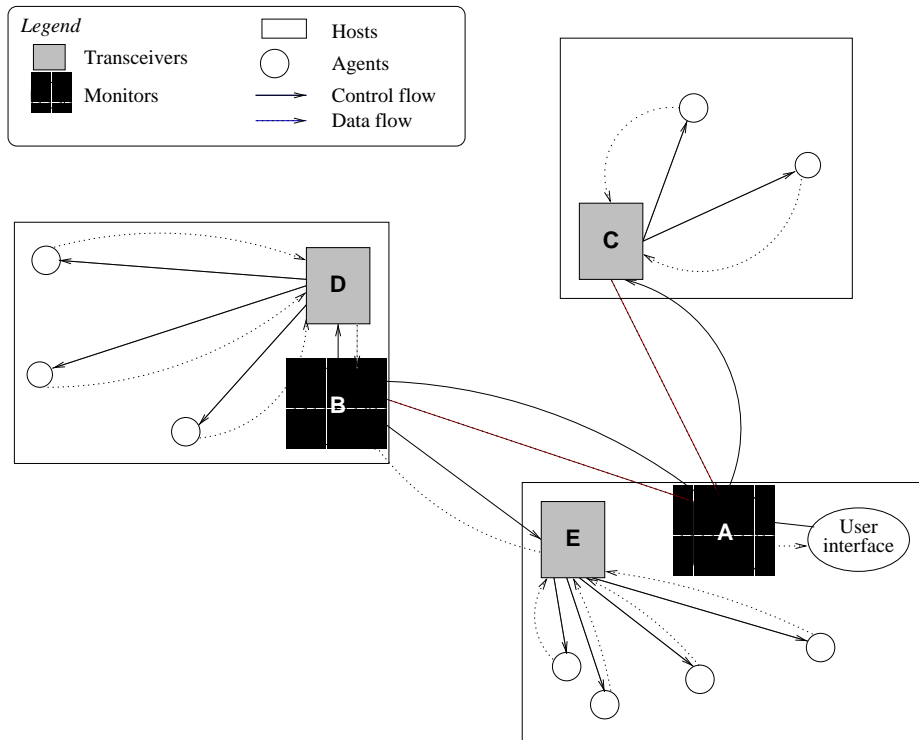 Legend
Transceivers
Monitors
Hosts
Agents
Control flow
Data flow
C
D
B
E
A
User
interface